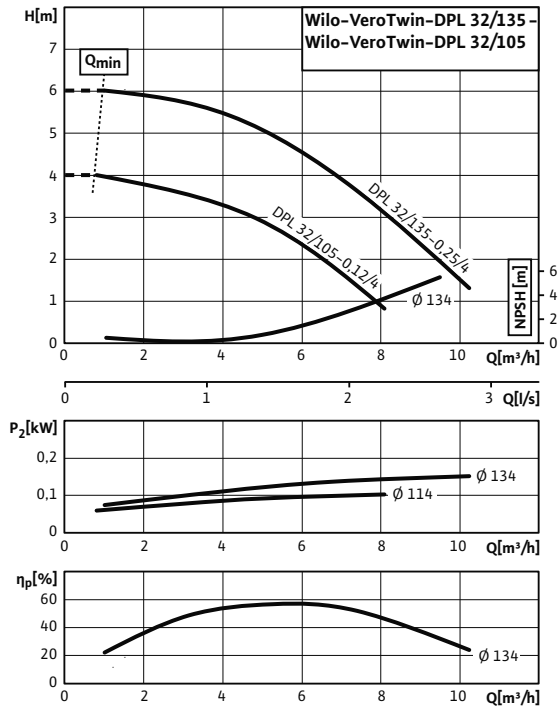 H[m]
Wilo-VeroTwin-DPL 32/135 -
Wilo-VeroTwin-DPL 32/105
7
Qmin
6
5
4
3
2
1
0
DPL 32/135-0,25/4
DPL 32/105-0,12/4
Ø 134
NPSH [m]
6
4
2
0
0 2 4 6 8 10 Q[m³/h]
0 1 2 3 Q[l/s]
P₂[kW]
0,2
0,1
0
Ø 134
Ø 114
0 2 4 6 8 10 Q[m³/h]
ηp[%]
60
40
20
0
Ø 134
0 2 4 6 8 10 Q[m³/h]